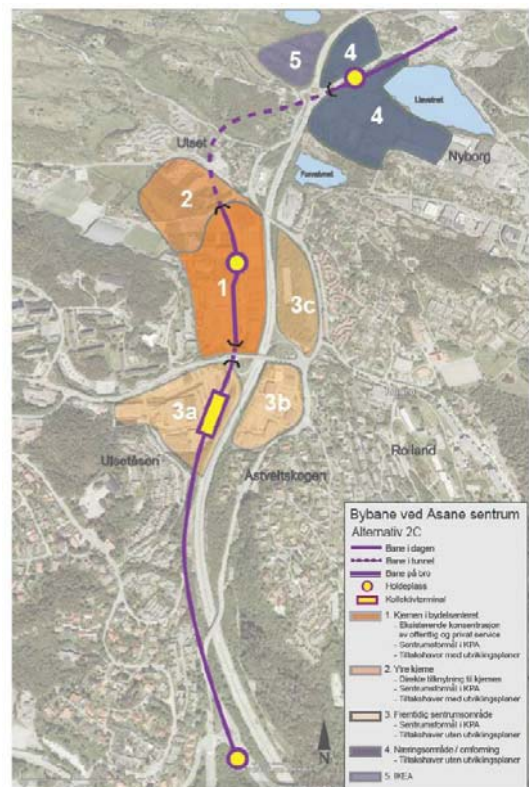 5
4
4
Liavatnet
Nyborg
Ulset
Forvatnet
2
1
3c
3a
3b
Ulsetåsen
Åstveitskogen
Rolland
N
Bybane ved Åsane sentrum
Alternativ 2C
Bane i dagen
Bane i tunnel
Bane på bro
Holdeplass
Kollektivterminal
1. Kjernen i bydelssenteret
- Eksisterende konsentrasjon
av offentlig og privat service
- Sentrumsformål i KPA
- Tiltakshaver med utviklingsplaner
2. Ytre kjerne
- Direkte tilknytning til kjernen
- Sentrumsformål i KPA
- Tiltakshaver med utviklingsplaner
3. Fremtidig sentrumsområde
- Sentrumsformål i KPA
- Tiltakshaver uten utviklingsplaner
4. Næringsområde / omforming
- Tiltakshaver uten utviklingsplaner
5. IKEA